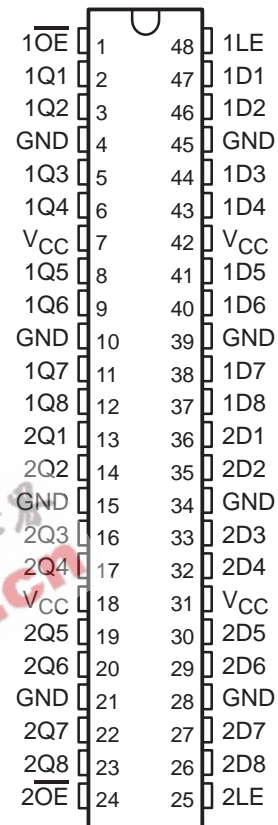 1OE 1 48 1LE
1Q1 2 47 1D1
1Q2 3 46 1D2
GND 4 45 GND
1Q3 5 44 1D3
1Q4 6 43 1D4
VCC 7 42 VCC
1Q5 8 41 1D5
1Q6 9 40 1D6
GND 10 39 GND
1Q7 11 38 1D7
1Q8 12 37 1D8
2Q1 13 36 2D1
2Q2 14 35 2D2
GND 15 34 GND
2Q3 16 33 2D3
2Q4 17 32 2D4
VCC 18 31 VCC
2Q5 19 30 2D5
2Q6 20 29 2D6
GND 21 28 GND
2Q7 22 27 2D7
2Q8 23 26 2D8
2OE 24 25 2LE
.cn